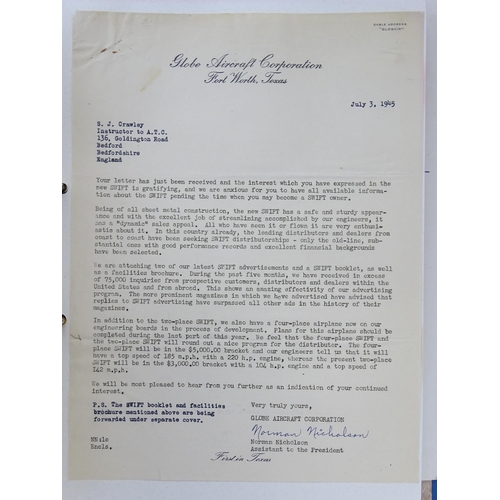 CABLE ADDRESS
Globe Aircraft Corporation
Fort Worth, Texas
July 3, 1945
S. J. Crawley
Instructor to A.T.C.
136, Goldington Road
Bedford
Bedfordshire
England
Your letter has just been received and the interest which you have expressed in the
new SWIFT is gratifying, and we are anxious for you to have all available informa-
tion about the SWIFT pending the time when you may become a SWIFT owner.
Being of all sheet metal construction, the new SWIFT has a safe and sturdy appear-
ance and with the excellent job of streamlining accomplished by our engineers, it
has a "dynamic" sales appeal. All who have seen it or flown it are very enthusi-
astic about it. In this country already, the leading distributors and dealers from
coast to coast have been seeking SWIFT distributorships - only the old-line, sub-
stantial ones with good performance records and excellent financial backgrounds
have been selected.
We are attaching two of our latest SWIFT advertisements and a SWIFT booklet, as well
as a facilities brochure. During the past five months, we have received in excess
of 75,000 inquiries from prospective customers, distributors and dealers within the
United States and from abroad. This shows an amazing effectivity of our advertising
program. The more prominent magazines in which we have advertised have advised that
replies to SWIFT advertising have surpassed all other ads in the history of their
magazines.
In addition to the two-place SWIFT, we also have a four-place airplane now on our
engineering boards in the process of development. Plans for this airplane should be
completed during the last part of this year. We feel that the four-place SWIFT and
the two-place SWIFT will round out a nice program for the distributor. The four-
place SWIFT will be in the $5,000.00 bracket and our engineers tell us that it will
have a top speed of 185 m.p.h. with a 220 h.p. engine, whereas the present two-place
SWIFT will be in the $3,000.00 bracket with a 104 h.p. engine and a top speed of
142 m.p.h.
We will be most pleased to hear from you further as an indication of your continued
interest.
P.S. The SWIFT booklet and facilities
brochure mentioned above are being
forwarded under separate cover.
Very truly yours,
GLOBE AIRCRAFT CORPORATION
Norman Nicholson
Norman Nicholson
Assistant to the President
NN:le
Encls.
First in Texas